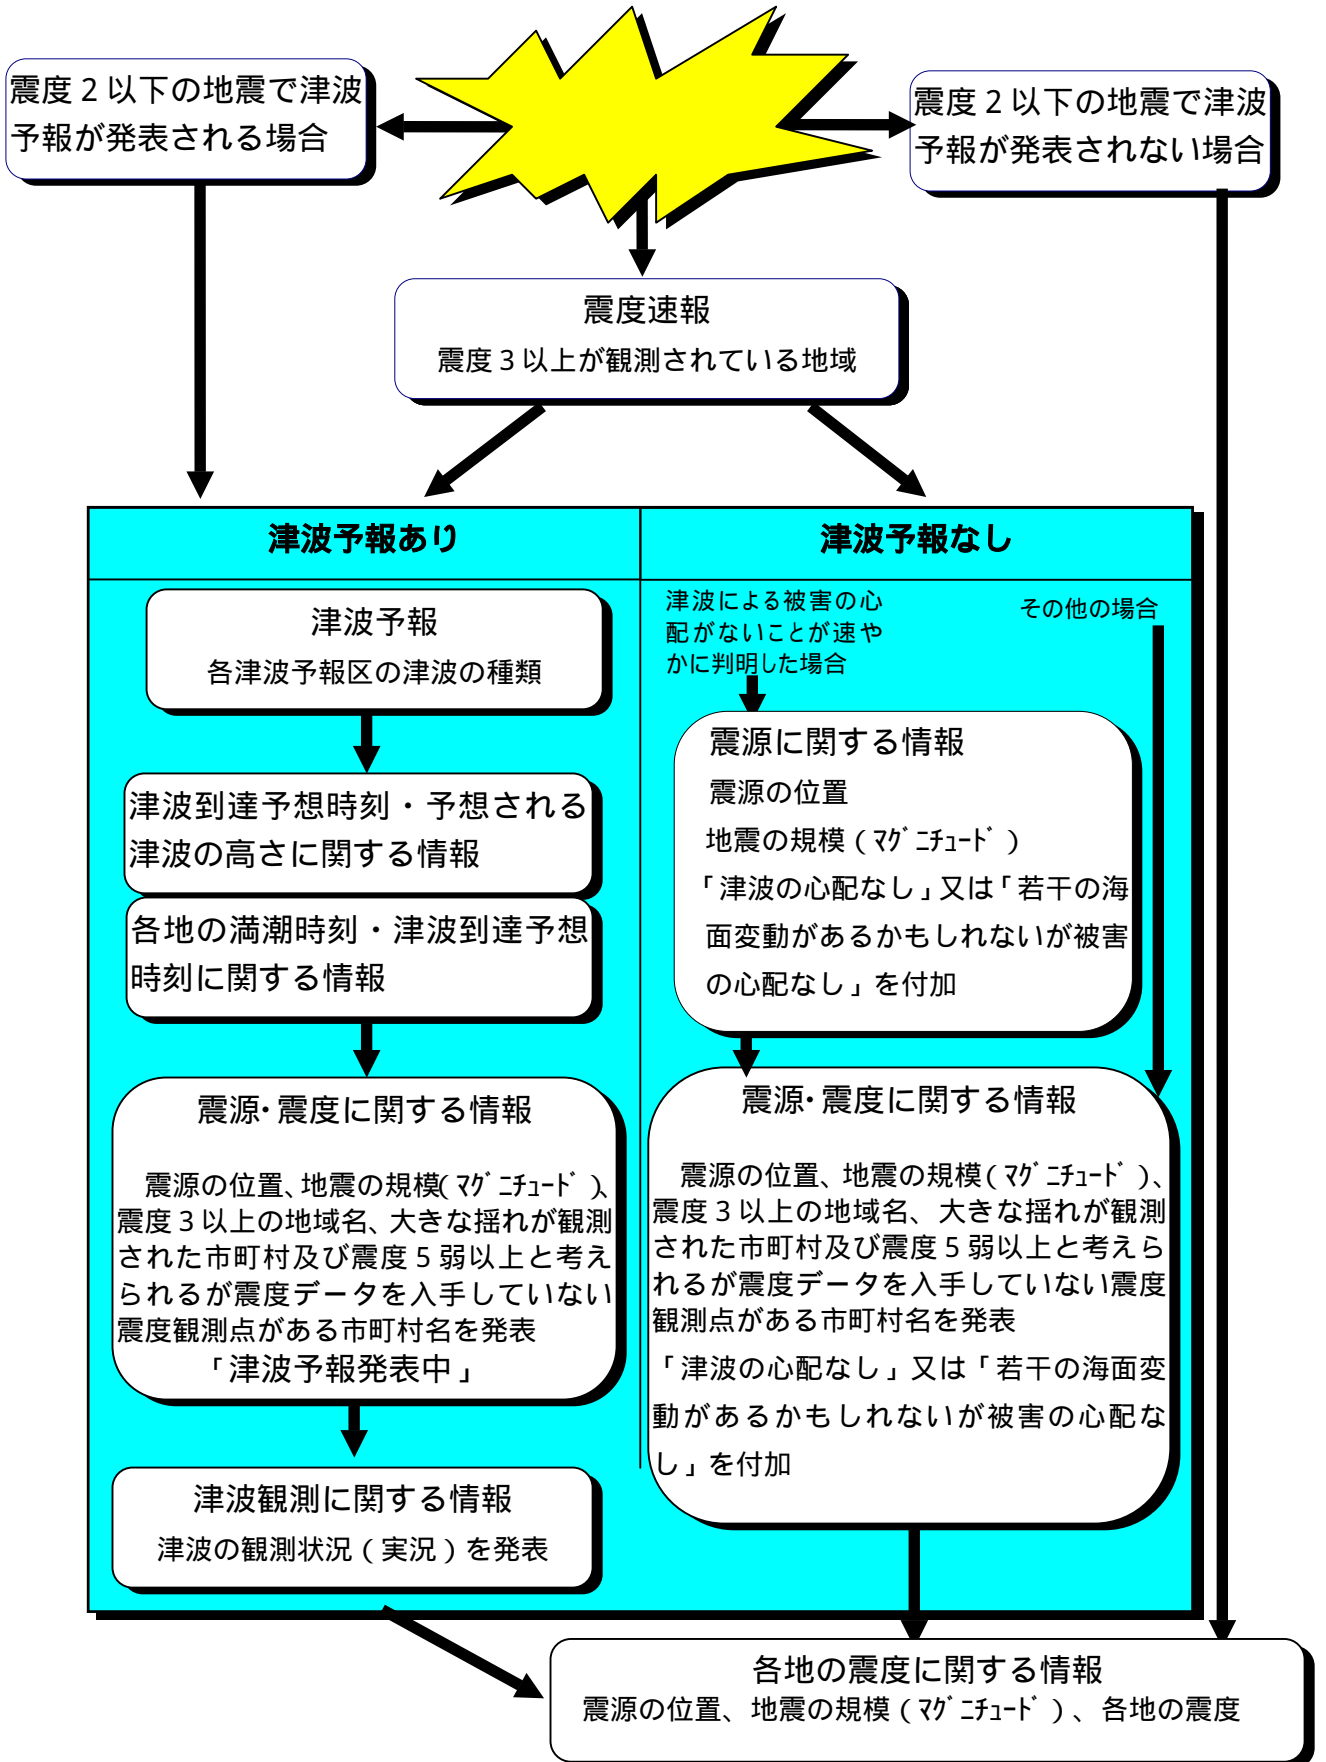 震度２以下の地震で津波
予報が発表される場合
震度２以下の地震で津波
予報が発表されない場合
震度速報
震度３以上が観測されている地域
津波予報あり
津波予報
各津波予報区の津波の種類
津波到達予想時刻・予想される
津波の高さに関する情報
各地の満潮時刻・津波到達予想
時刻に関する情報
震源・震度に関する情報
震源の位置、地震の規模(ﾏｸﾞﾆﾁｭｰﾄﾞ)、
震度３以上の地域名、大きな揺れが観測
された市町村及び震度５弱以上と考え
られるが震度データを入手していない
震度観測点がある市町村名を発表
「津波予報発表中」
津波観測に関する情報
津波の観測状況（実況）を発表
津波予報なし
津波による被害の心
配がないことが速や
かに判明した場合
その他の場合
震源に関する情報
震源の位置
地震の規模（ﾏｸﾞﾆﾁｭｰﾄﾞ）
「津波の心配なし」又は「若干の海
面変動があるかもしれないが被害
の心配なし」を付加
震源・震度に関する情報
震源の位置、地震の規模(ﾏｸﾞﾆﾁｭｰﾄﾞ)、
震度３以上の地域名、大きな揺れが観測
された市町村及び震度５弱以上と考えら
れるが震度データを入手していない震度
観測点がある市町村名を発表
「津波の心配なし」又は「若干の海面変
動があるかもしれないが被害の心配な
し」を付加
各地の震度に関する情報
震源の位置、地震の規模（ﾏｸﾞﾆﾁｭｰﾄﾞ）、各地の震度